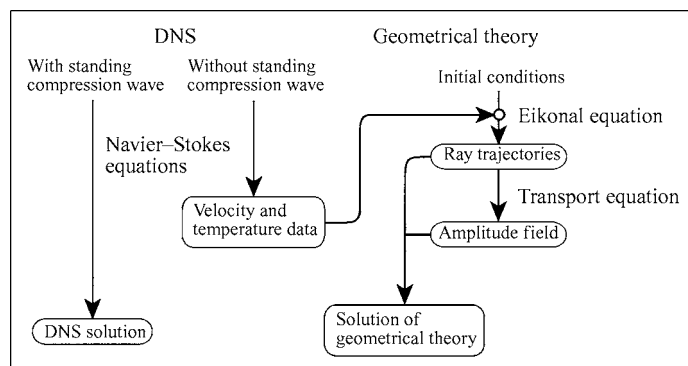 DNS
Geometrical theory
With standing
compression wave
Without standing
compression wave
Initial conditions
Eikonal equation
Navier–Stokes
equations
Ray trajectories
Transport equation
Velocity and
temperature data
Amplitude field
DNS solution
Solution of
geometrical theory